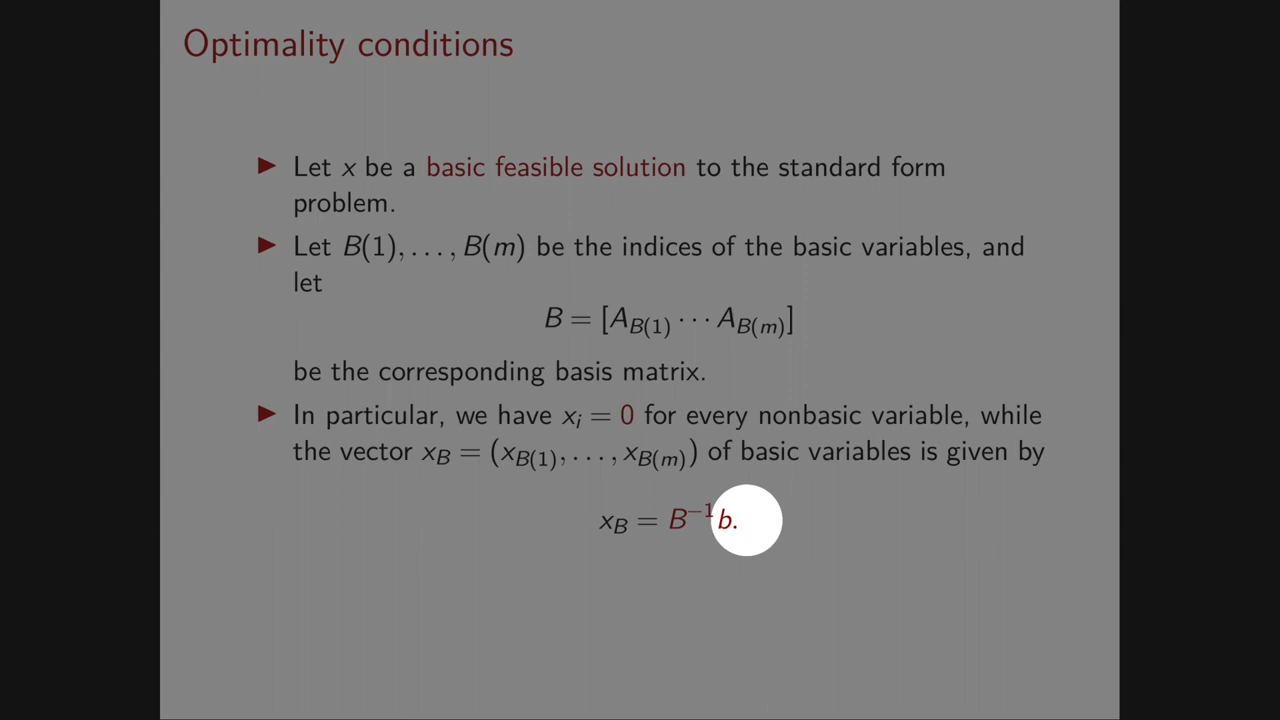 Optimality conditions
▶ Let x be a basic feasible solution to the standard form
problem.
▶ Let B(1), . . . , B(m) be the indices of the basic variables, and
let
B = [A_{B(1)} · · · A_{B(m)}]
be the corresponding basis matrix.
▶ In particular, we have x_i = 0 for every nonbasic variable, while
the vector x_B = (x_{B(1)}, . . . , x_{B(m)}) of basic variables is given by
x_B = B^{-1}b.